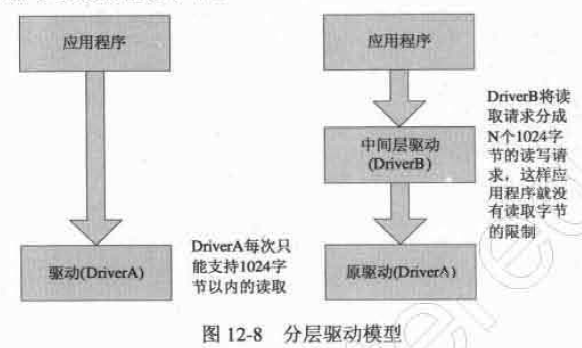 应用程序
驱动(DriverA)
DriverA每次只
能支持1024字
节以内的读取
应用程序
中间层驱动
(DriverB)
原驱动(DriverA)
DriverB将读
取请求分成
N个1024字
节的读写请
求，这样应
用程序就没
有读取字节
的限制
图 12-8 分层驱动模型